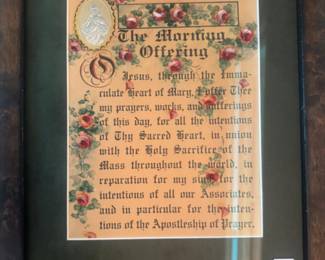 The Morning
Offering
O Jesus, through the Imma-
culate Heart of Mary, I offer Thee
my prayers, works, and sufferings
of this day, for all the intentions
of Thy Sacred Heart, in union
with the Holy Sacrifice of the
Mass throughout the world, in
reparation for my sins, for the
intentions of all our Associates,
and in particular for the inten-
tions of the Apostleship of Prayer.